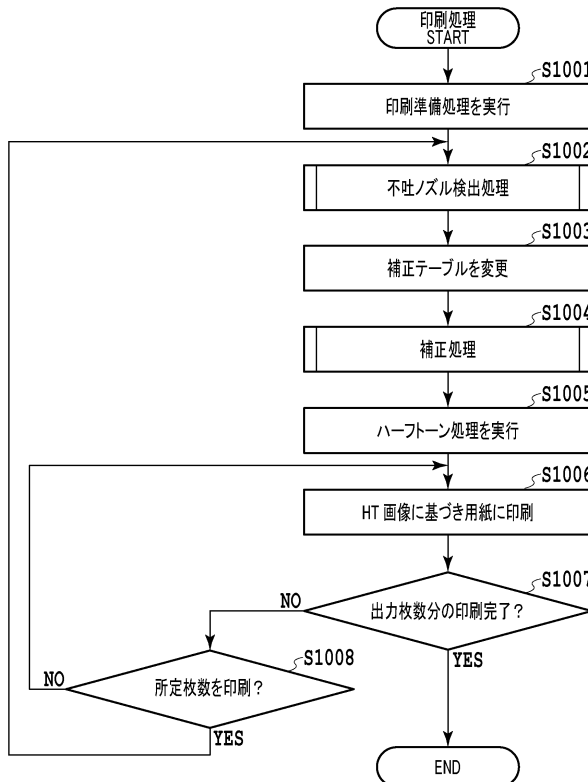 印刷処理
START
S1001
印刷準備処理を実行
S1002
不吐ノズル検出処理
S1003
補正テーブルを変更
S1004
補正処理
S1005
ハーフトーン処理を実行
S1006
HT 画像に基づき用紙に印刷
S1007
出力枚数分の印刷完了？
NO
YES
S1008
所定枚数を印刷？
NO
YES
END